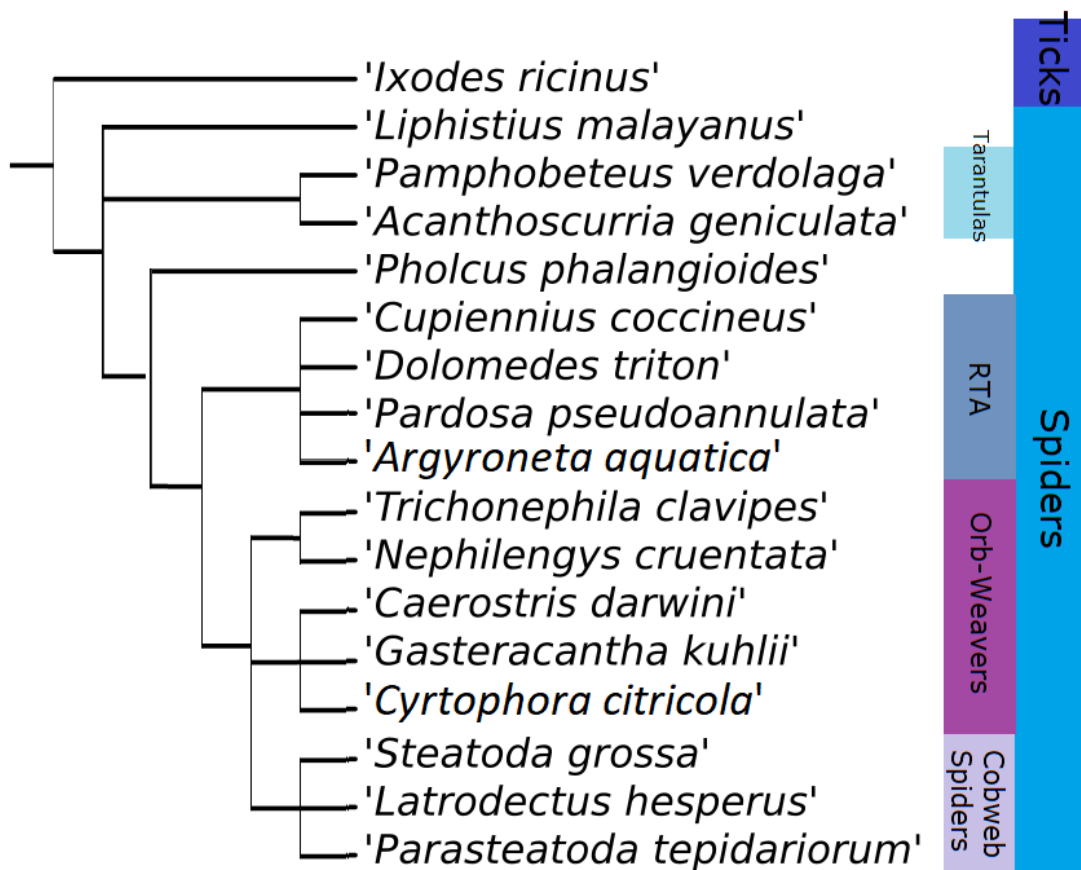 Ticks
'Ixodes ricinus'
'Liphistius malayanus'
Tarantulas
'Pamphobeteus verdolaga'
'Acanthoscurria geniculata'
'Pholcus phalangioides'
'Cupiennius coccineus'
'Dolomedes triton'
RTA
'Pardosa pseudoannulata'
'Argyroneta aquatica'
Spiders
'Trichonephila clavipes'
'Nephilengys cruentata'
Orb-Weavers
'Caerostris darwini'
'Gasteracantha kuhlii'
'Cyrtophora citricola'
'Steatoda grossa'
'Latrodectus hesperus'
Cobweb
Spiders
'Parasteatoda tepidariorum'